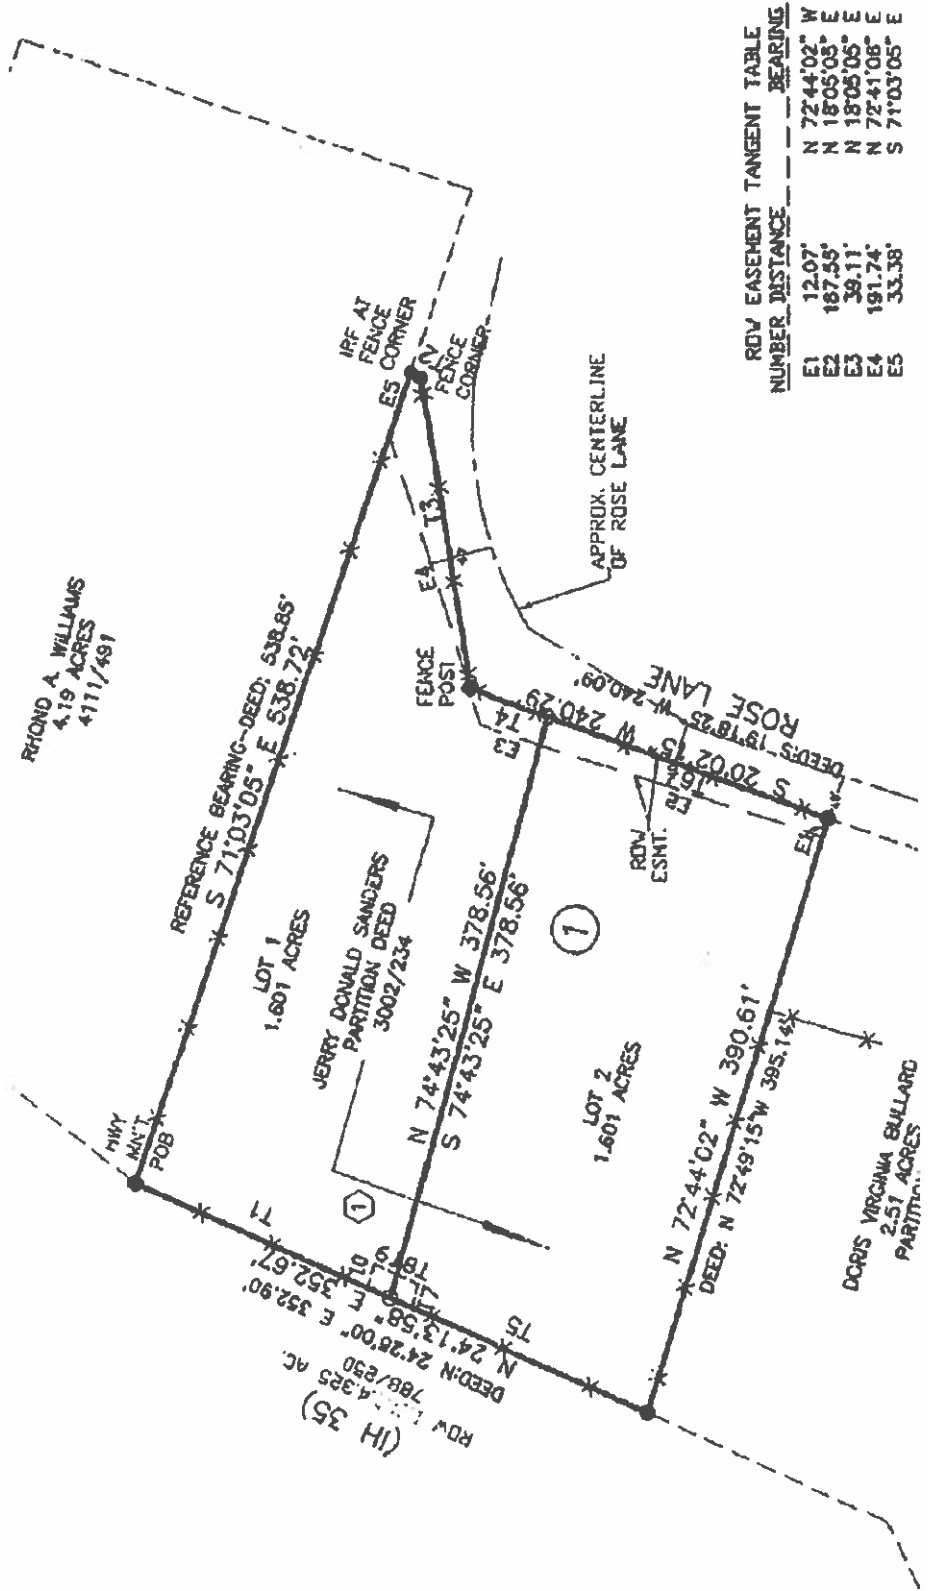 RHOND A. WILLIAMS
4.19 ACRES
4111/491
IRF AT
FENCE
CORNER
E5
T2
FENCE
CORNER
REFERENCE BEARING--DEED: 538.85'
S 71°03'05" E 538.72'
HWY
MN'T
POB
LOT 1
1.601 ACRES
JERRY DONALD SANDERS
PARTITION DEED
3002/234
T3
E4
FENCE
POST
T4
E3
APPROX. CENTERLINE
OF ROSE LANE
ROSE
LANE
DEED:S 19°18'25" W 240.09'
S 20°02'15" W 240.29'
E2
ROW
ESMT.
E1
N 74°43'25" W 378.56'
S 74°43'25" E 378.56'
1
1
LOT 2
1.601 ACRES
T1
T5
N 24°13'58" E 352.67'
DEED:N 24°28'00" E 352.90'
ROW 4.325 AC.
788/250
(IH 35)
N 72°44'02" W 390.61'
DEED: N 72°49'15"W 395.14'
DORIS VIRGINIA BULLARD
2.51 ACRES
ROW EASEMENT TANGENT TABLE
NUMBER DISTANCE BEARING
E1 12.07' N 72°44'02" W
E2 187.55' N 18°05'05" E
E3 39.11' N 18°05'05" E
E4 191.74' N 72°41'08" E
E5 33.38' S 71°03'05" E